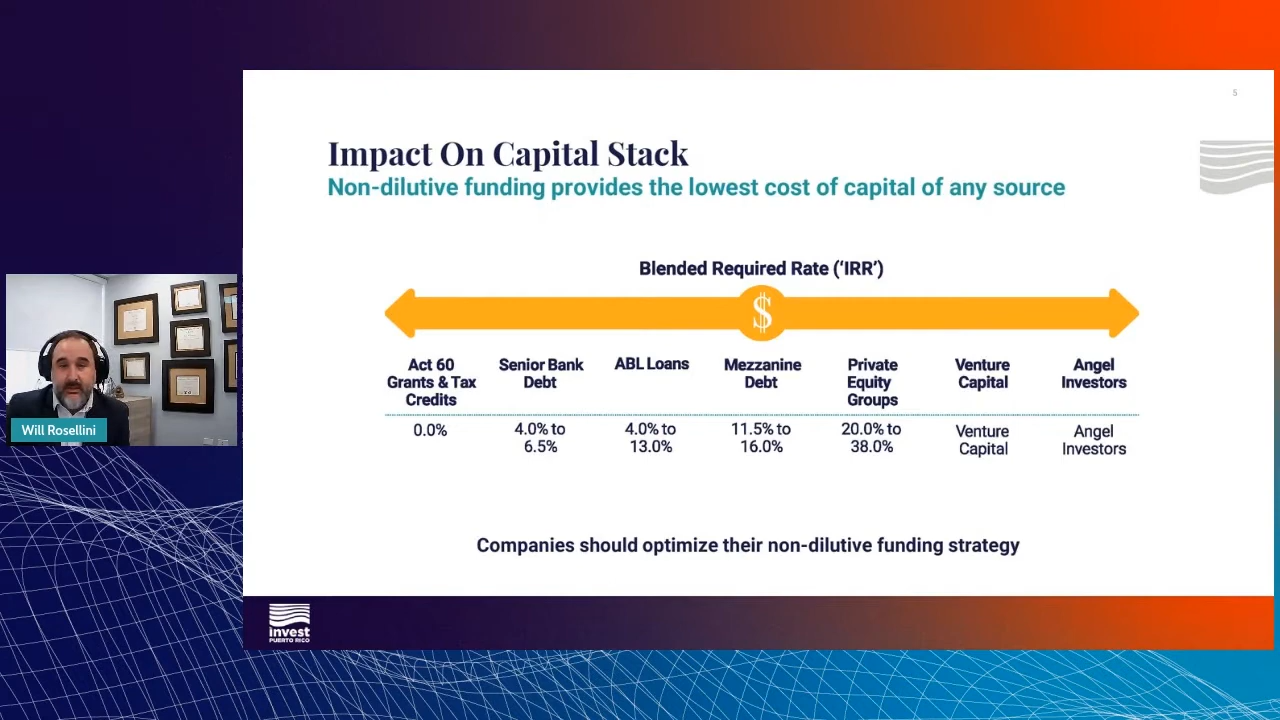 5
Impact On Capital Stack
Non-dilutive funding provides the lowest cost of capital of any source
Blended Required Rate (‘IRR’)
$
Act 60
Grants & Tax
Credits
Senior Bank
Debt
ABL Loans
Mezzanine
Debt
Private
Equity
Groups
Venture
Capital
Angel
Investors
0.0%
4.0% to
6.5%
4.0% to
13.0%
11.5% to
16.0%
20.0% to
38.0%
Venture
Capital
Angel
Investors
Companies should optimize their non-dilutive funding strategy
Will Rosellini
invest
PUERTO RICO